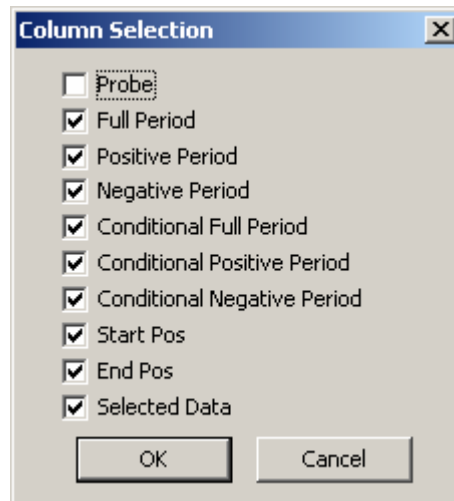 Column Selection
Probe
Full Period
Positive Period
Negative Period
Conditional Full Period
Conditional Positive Period
Conditional Negative Period
Start Pos
End Pos
Selected Data
OK Cancel